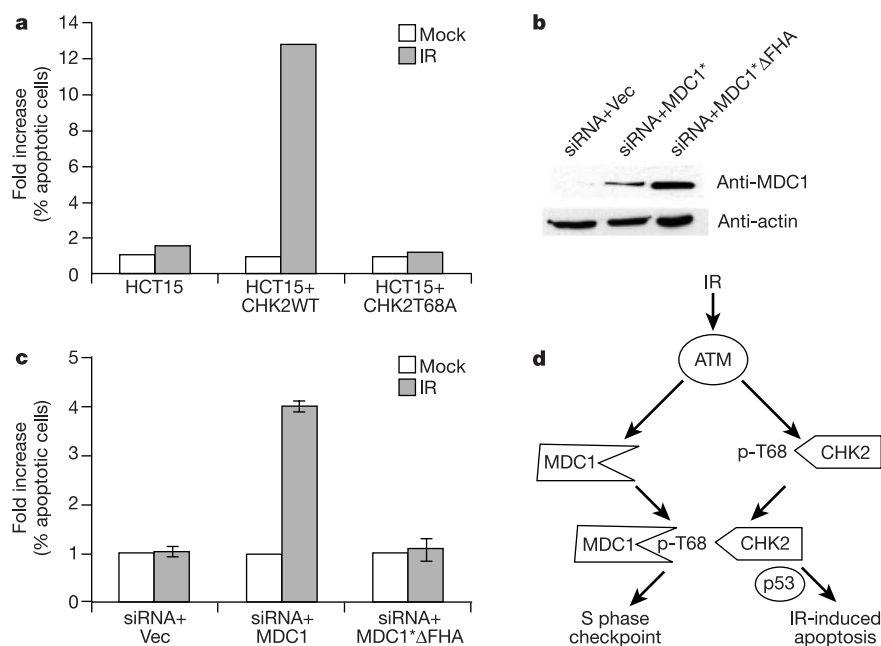 a
Fold increase
(% apoptotic cells)
14
12
10
8
6
4
2
0
Mock
IR
HCT15
HCT15+
CHK2WT
HCT15+
CHK2T68A
b
siRNA+Vec
siRNA+MDC1*
siRNA+MDC1*ΔFHA
Anti-MDC1
Anti-actin
c
Fold increase
(% apoptotic cells)
5
4
3
2
1
0
Mock
IR
siRNA+
Vec
siRNA+
MDC1
siRNA+
MDC1*ΔFHA
d
IR
ATM
MDC1
p-T68
CHK2
MDC1
p-T68
CHK2
p53
S phase
checkpoint
IR-induced
apoptosis